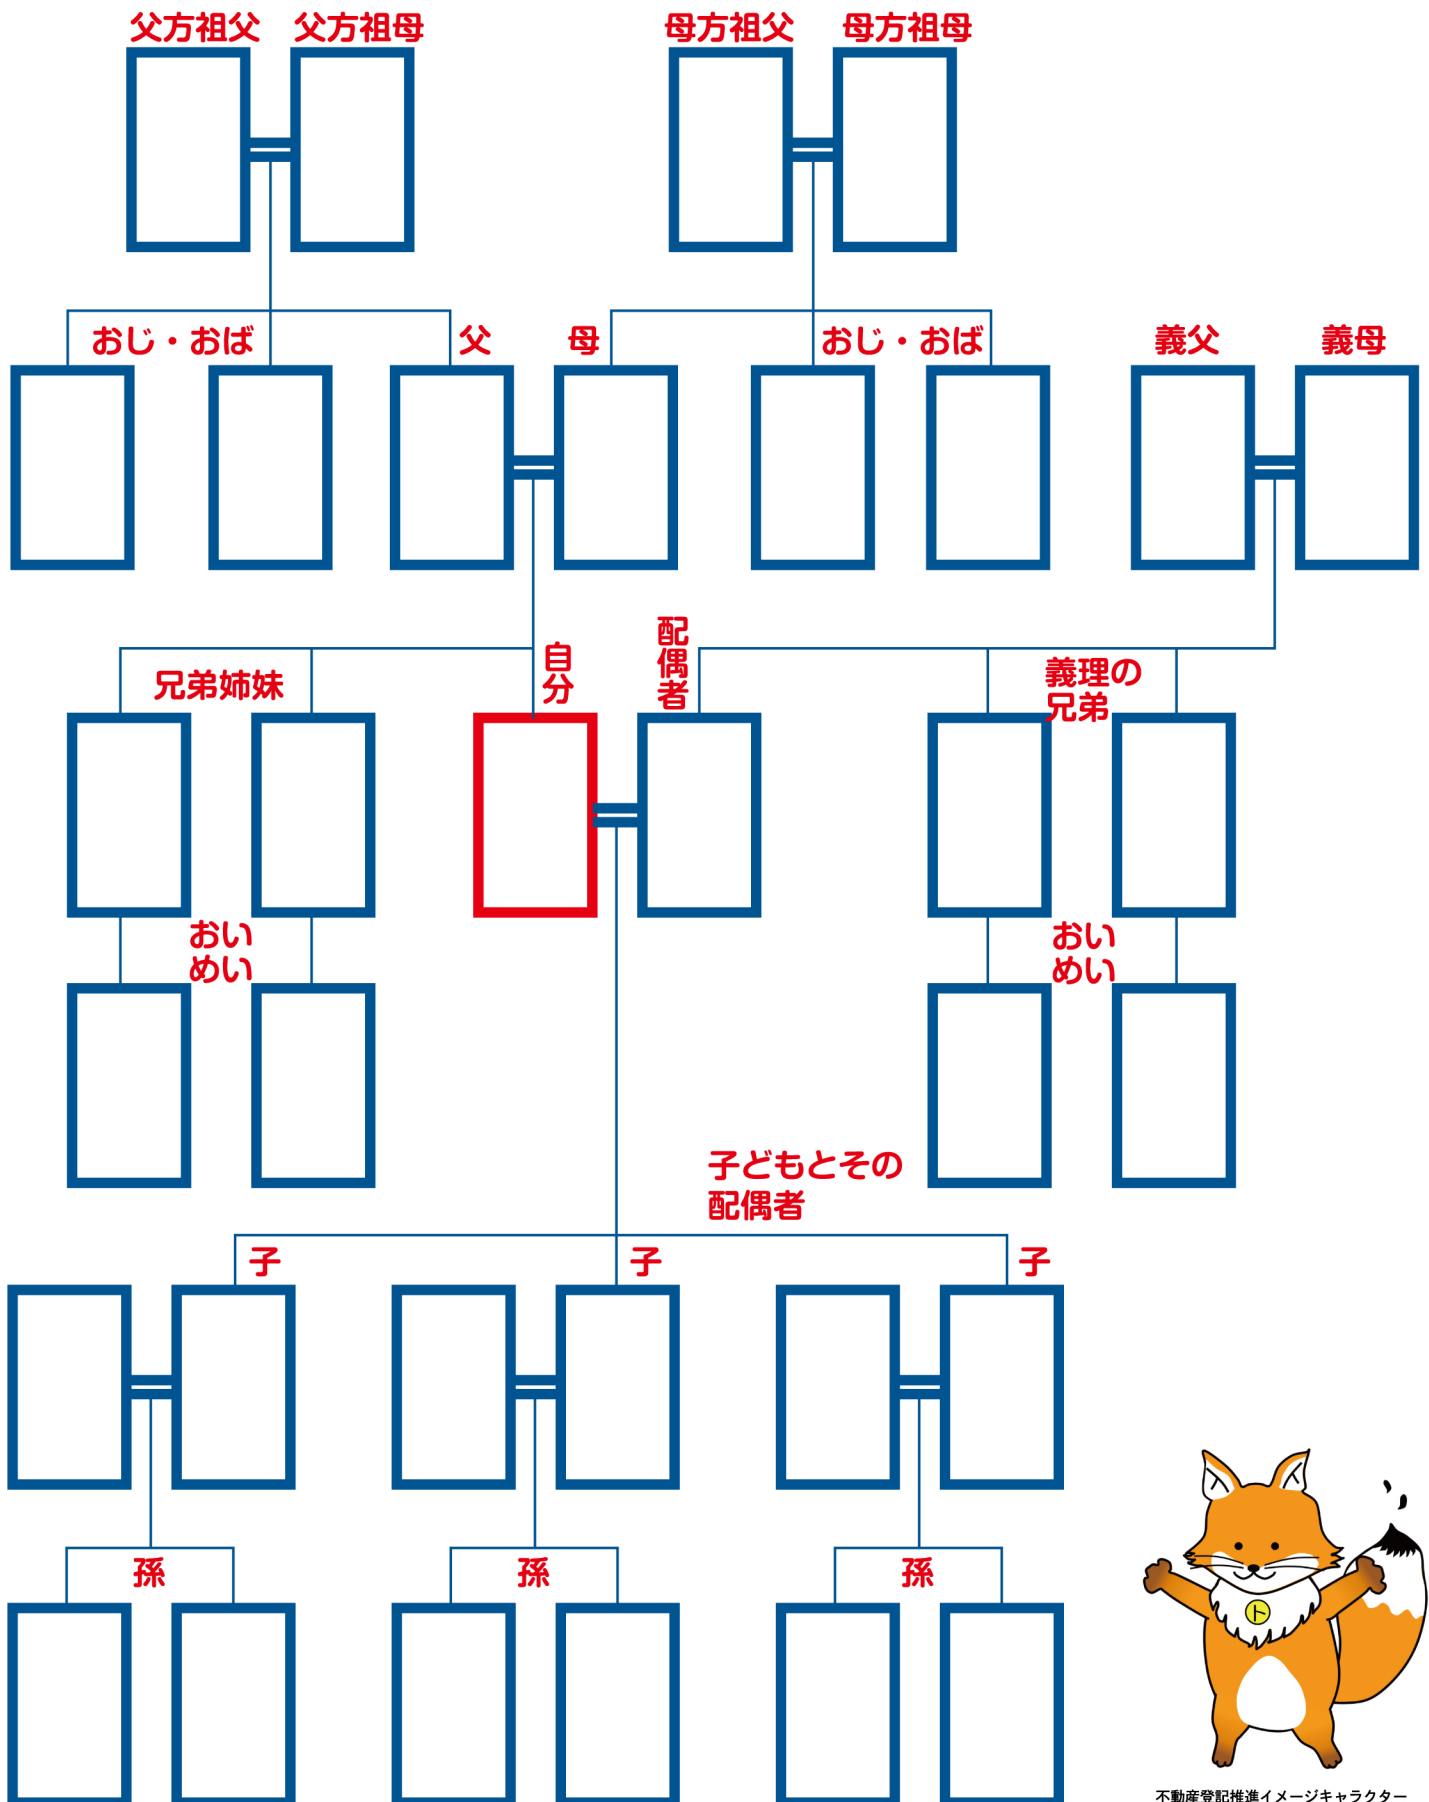 父方祖父 父方祖母 母方祖父 母方祖母
おじ・おば 父 母 おじ・おば 義父 義母
兄弟姉妹
自分
配偶者
義理の
兄弟
おい
めい
おい
めい
子どもとその
配偶者
子 子 子
孫 孫 孫
ト
不動産登記推進イメージキャラクター